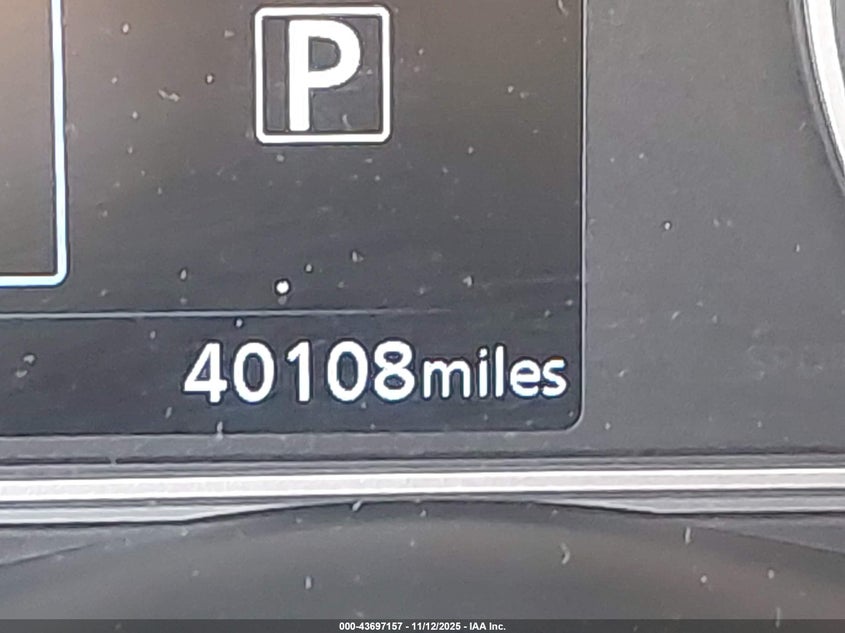 P
40108miles
000-43697157 - 11/12/2025 - IAA Inc.